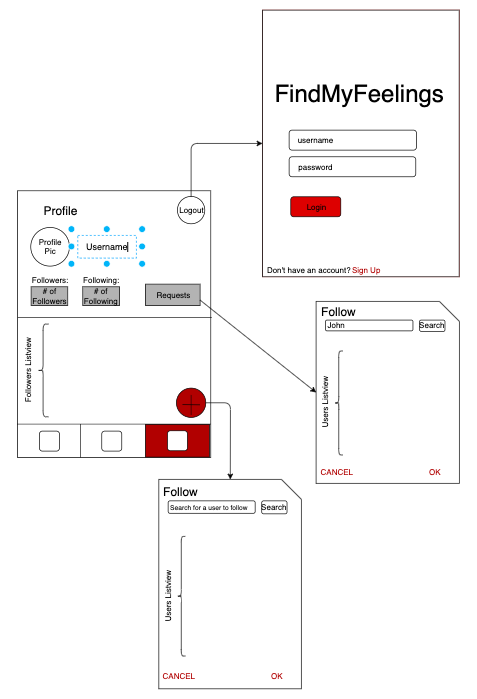 FindMyFeelings
username
password
Login
Don't have an account? Sign Up
Profile
Logout
Profile
Pic
Username
Followers:
Following:
# of
Followers
# of
Following
Requests
Followers Listview
Follow
John
Search
Users Listview
CANCEL
OK
Follow
Search for a user to follow
Search
Users Listview
CANCEL
OK